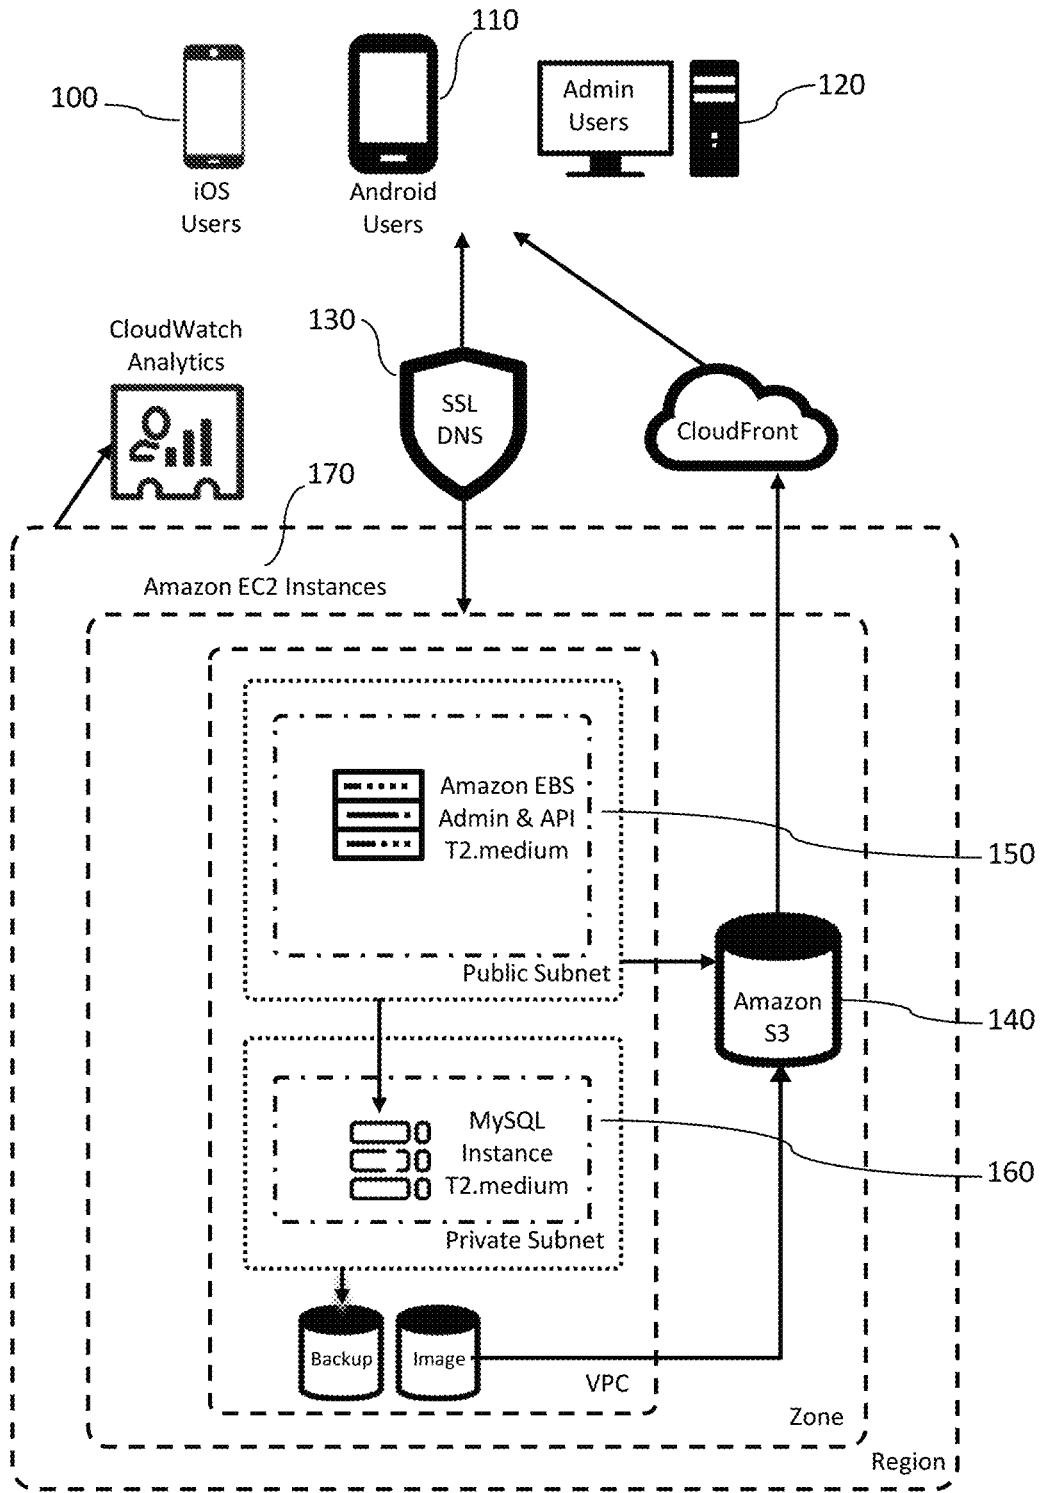 110
100
Admin
Users
120
iOS
Users
Android
Users
130
CloudWatch
Analytics
SSL
DNS
CloudFront
170
Amazon EC2 Instances
Amazon EBS
Admin & API
T2.medium
150
Public Subnet
Amazon
S3
140
MySQL
Instance
T2.medium
160
Private Subnet
Backup
Image
VPC
Zone
Region